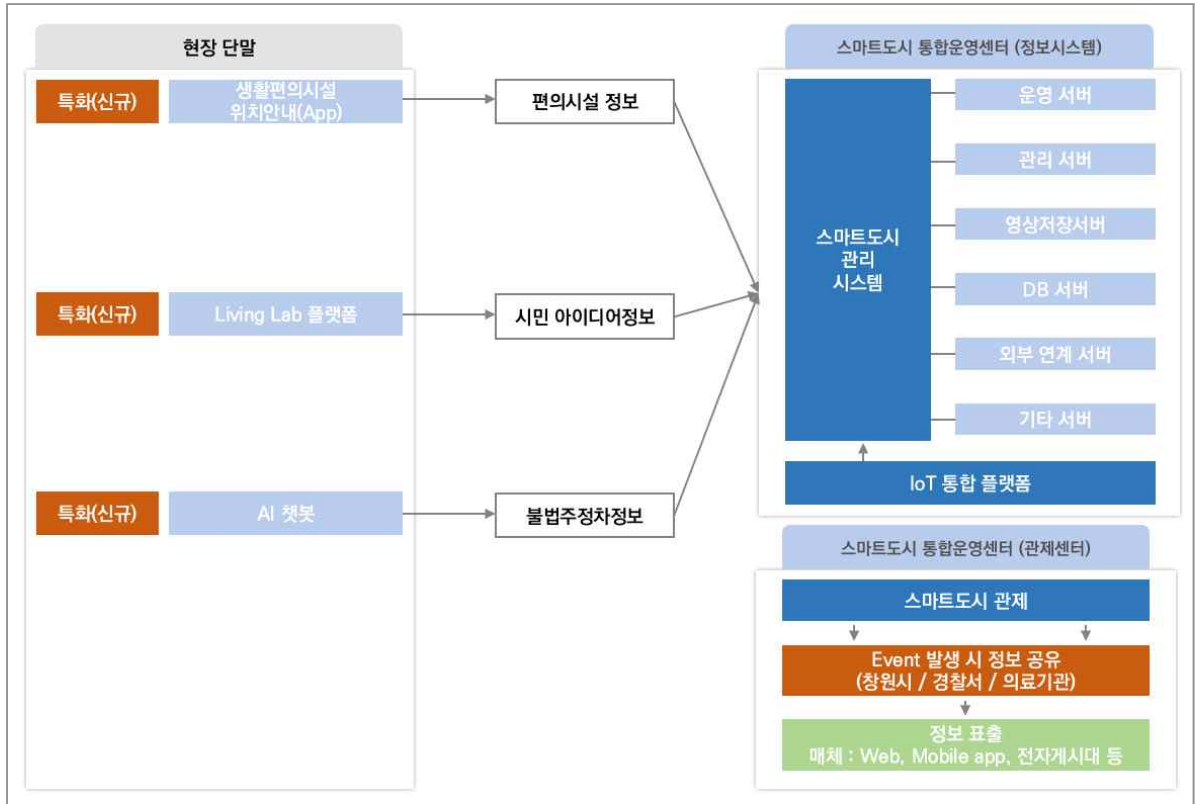 현장 단말
특화(신규)
생활편의시설
위치안내(App)
편의시설 정보
특화(신규)
Living Lab 플랫폼
시민 아이디어정보
특화(신규)
AI 챗봇
불법주정차정보
스마트도시 통합운영센터 (정보시스템)
스마트도시
관리
시스템
운영 서버
관리 서버
영상저장서버
DB 서버
외부 연계 서버
기타 서버
IoT 통합 플랫폼
스마트도시 통합운영센터 (관제센터)
스마트도시 관제
Event 발생 시 정보 공유
(창원시 / 경찰서 / 의료기관)
정보 표출
매체 : Web, Mobile app, 전자게시대 등